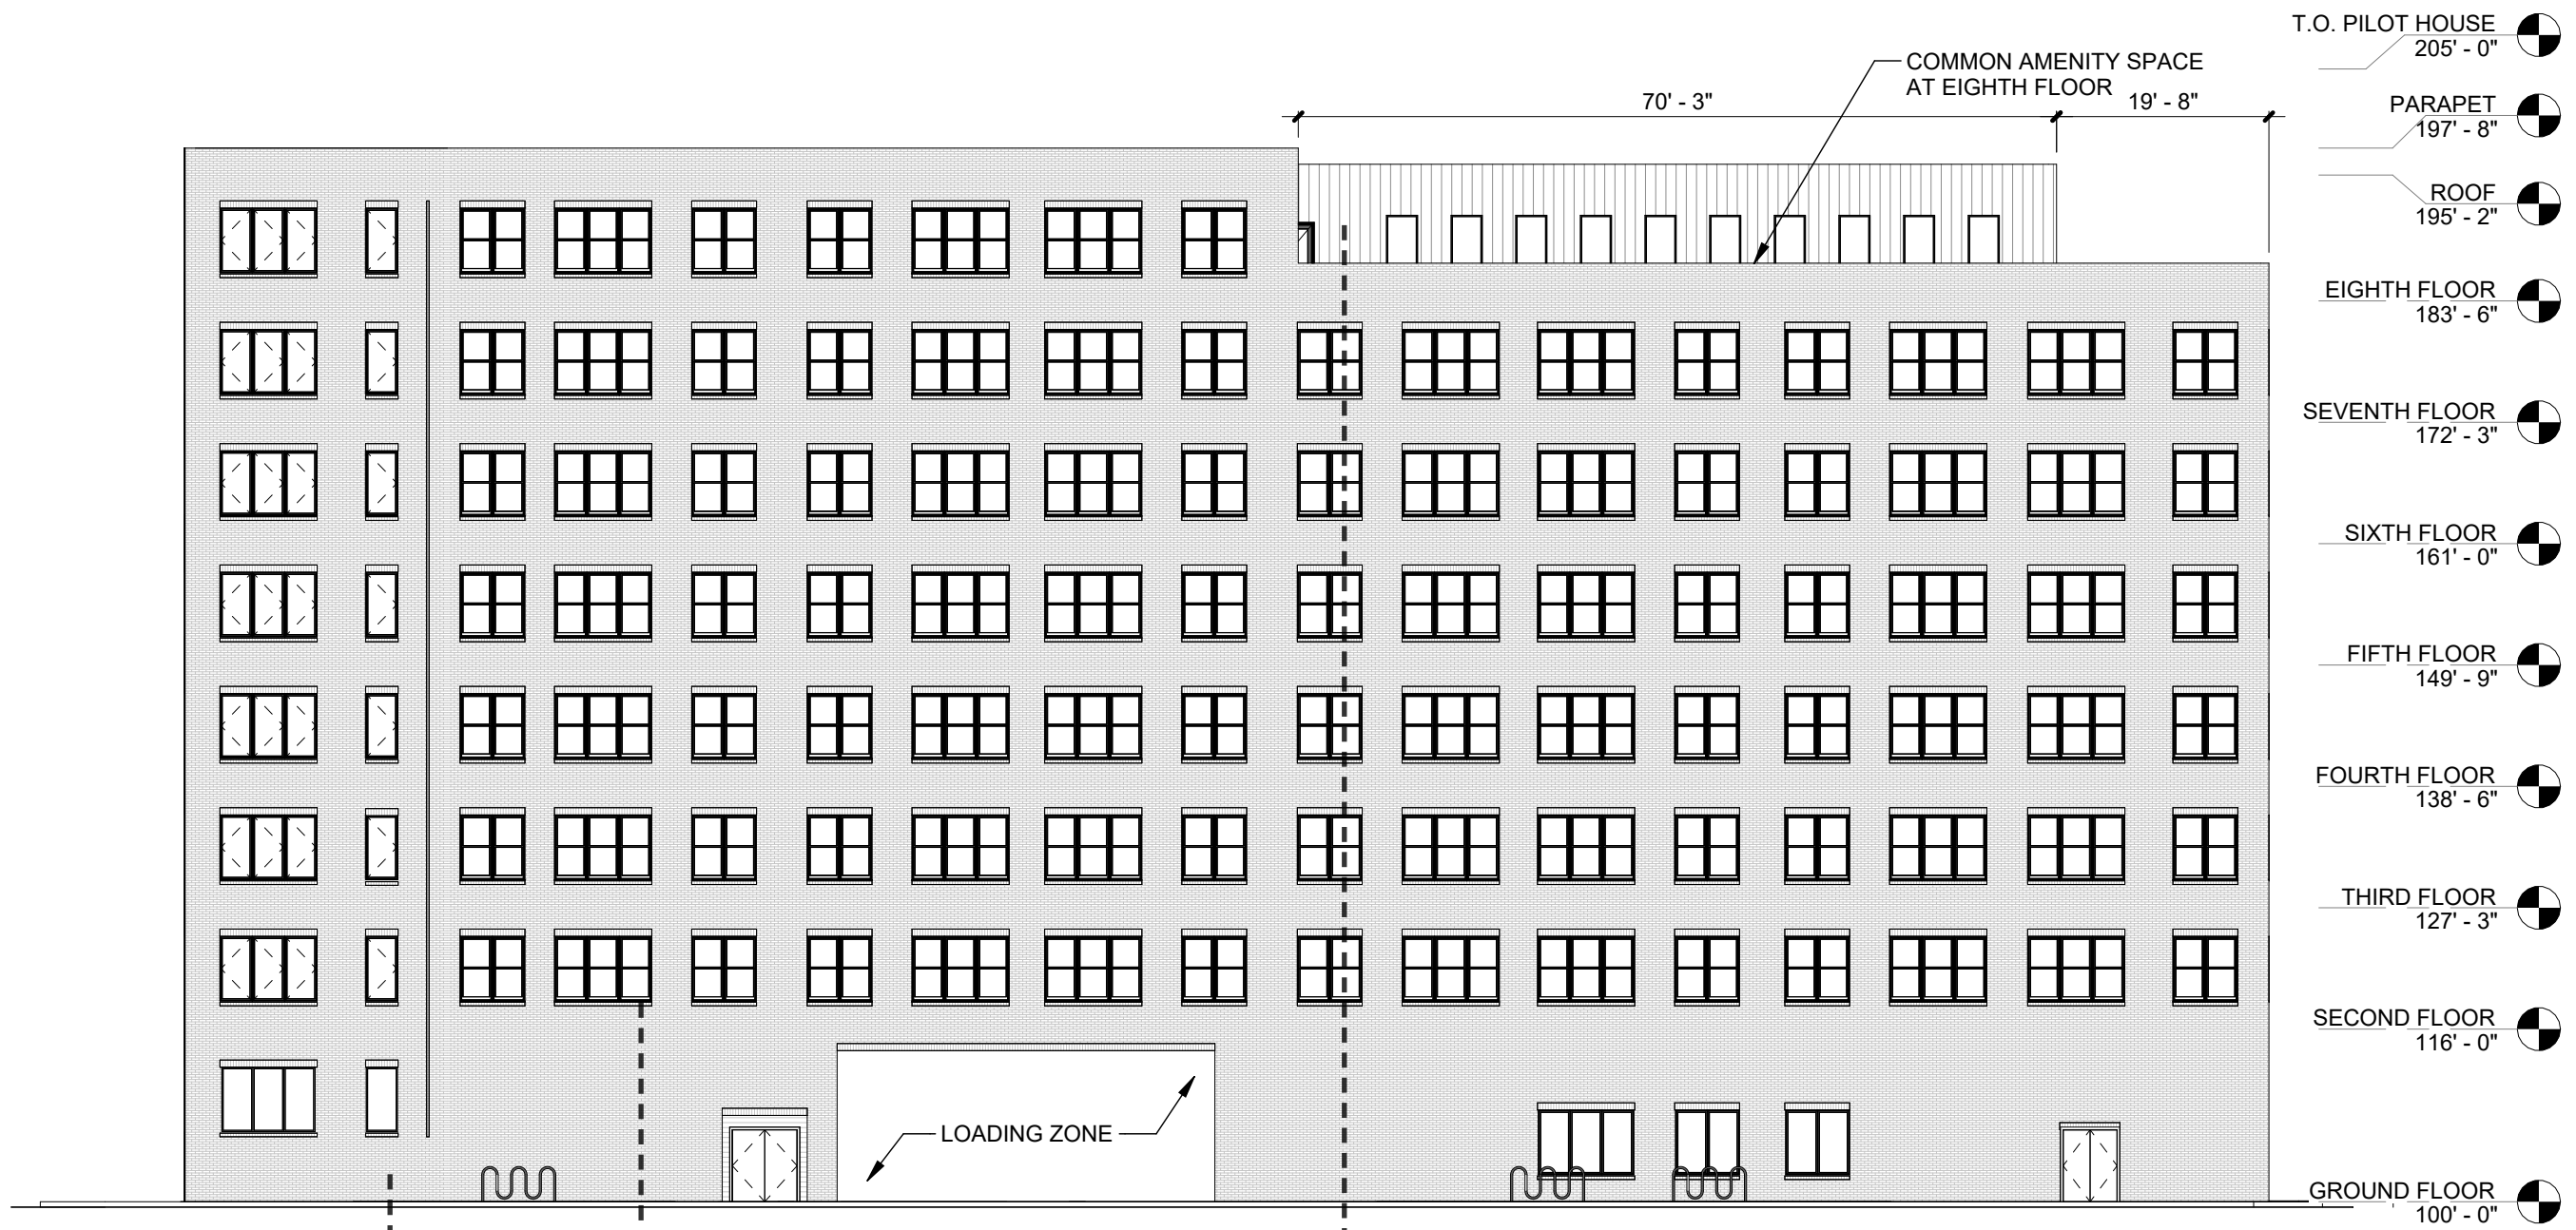 T.O. PILOT HOUSE
205' - 0"
COMMON AMENITY SPACE
AT EIGHTH FLOOR
70' - 3"
19' - 8"
PARAPET
197' - 8"
ROOF
195' - 2"
EIGHTH FLOOR
183' - 6"
SEVENTH FLOOR
172' - 3"
SIXTH FLOOR
161' - 0"
FIFTH FLOOR
149' - 9"
FOURTH FLOOR
138' - 6"
THIRD FLOOR
127' - 3"
SECOND FLOOR
116' - 0"
LOADING ZONE
GROUND FLOOR
100' - 0"